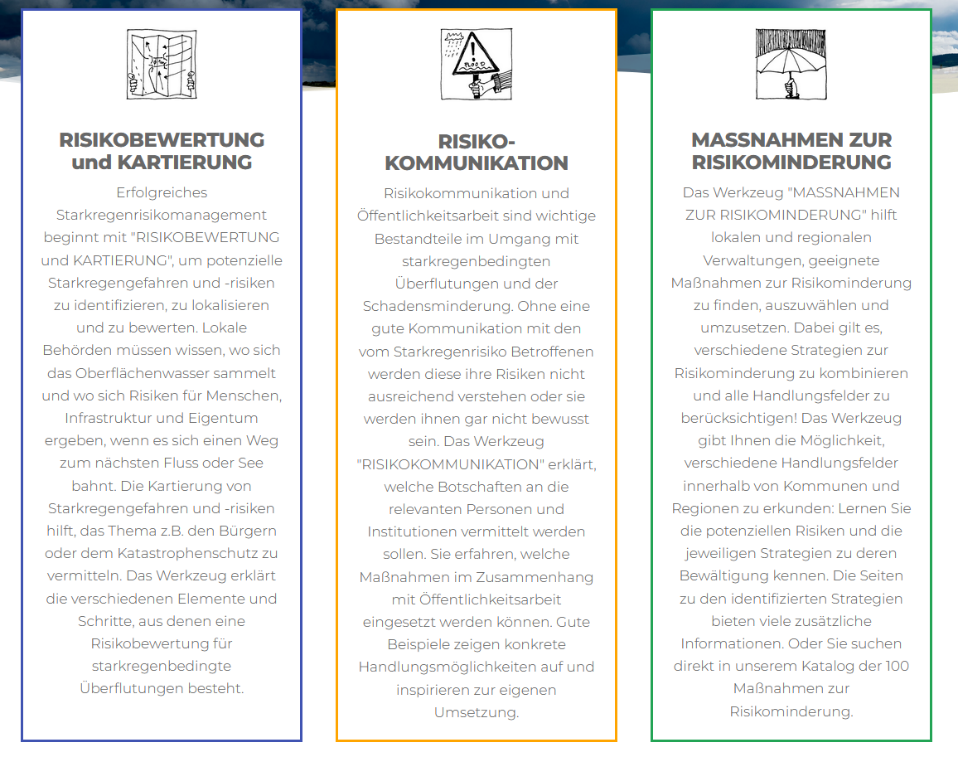 FLOOD
RISIKOBEWERTUNG
und KARTIERUNG
Erfolgreiches
Starkregenrisikomanagement
beginnt mit "RISIKOBEWERTUNG
und KARTIERUNG", um potenzielle
Starkregengefahren und -risiken
zu identifizieren, zu lokalisieren
und zu bewerten. Lokale
Behörden müssen wissen, wo sich
das Oberflächenwasser sammelt
und wo sich Risiken für Menschen,
Infrastruktur und Eigentum
ergeben, wenn es sich einen Weg
zum nächsten Fluss oder See
bahnt. Die Kartierung von
Starkregengefahren und -risiken
hilft, das Thema z.B. den Bürgern
oder dem Katastrophenschutz zu
vermitteln. Das Werkzeug erklärt
die verschiedenen Elemente und
Schritte, aus denen eine
Risikobewertung für
starkregenbedingte
Überflutungen besteht.
RISIKO-
KOMMUNIKATION
Risikokommunikation und
Öffentlichkeitsarbeit sind wichtige
Bestandteile im Umgang mit
starkregenbedingten
Überflutungen und der
Schadensminderung. Ohne eine
gute Kommunikation mit den
vom Starkregenrisiko Betroffenen
werden diese ihre Risiken nicht
ausreichend verstehen oder sie
werden ihnen gar nicht bewusst
sein. Das Werkzeug
"RISIKOKOMMUNIKATION" erklärt,
welche Botschaften an die
relevanten Personen und
Institutionen vermittelt werden
sollen. Sie erfahren, welche
Maßnahmen im Zusammenhang
mit Öffentlichkeitsarbeit
eingesetzt werden können. Gute
Beispiele zeigen konkrete
Handlungsmöglichkeiten auf und
inspirieren zur eigenen
Umsetzung.
MASSNAHMEN ZUR
RISIKOMINDERUNG
Das Werkzeug "MASSNAHMEN
ZUR RISIKOMINDERUNG" hilft
lokalen und regionalen
Verwaltungen, geeignete
Maßnahmen zur Risikominderung
zu finden, auszuwählen und
umzusetzen. Dabei gilt es,
verschiedene Strategien zur
Risikominderung zu kombinieren
und alle Handlungsfelder zu
berücksichtigen! Das Werkzeug
gibt Ihnen die Möglichkeit,
verschiedene Handlungsfelder
innerhalb von Kommunen und
Regionen zu erkunden: Lernen Sie
die potenziellen Risiken und die
jeweiligen Strategien zu deren
Bewältigung kennen. Die Seiten
zu den identifizierten Strategien
bieten viele zusätzliche
Informationen. Oder Sie suchen
direkt in unserem Katalog der 100
Maßnahmen zur
Risikominderung.